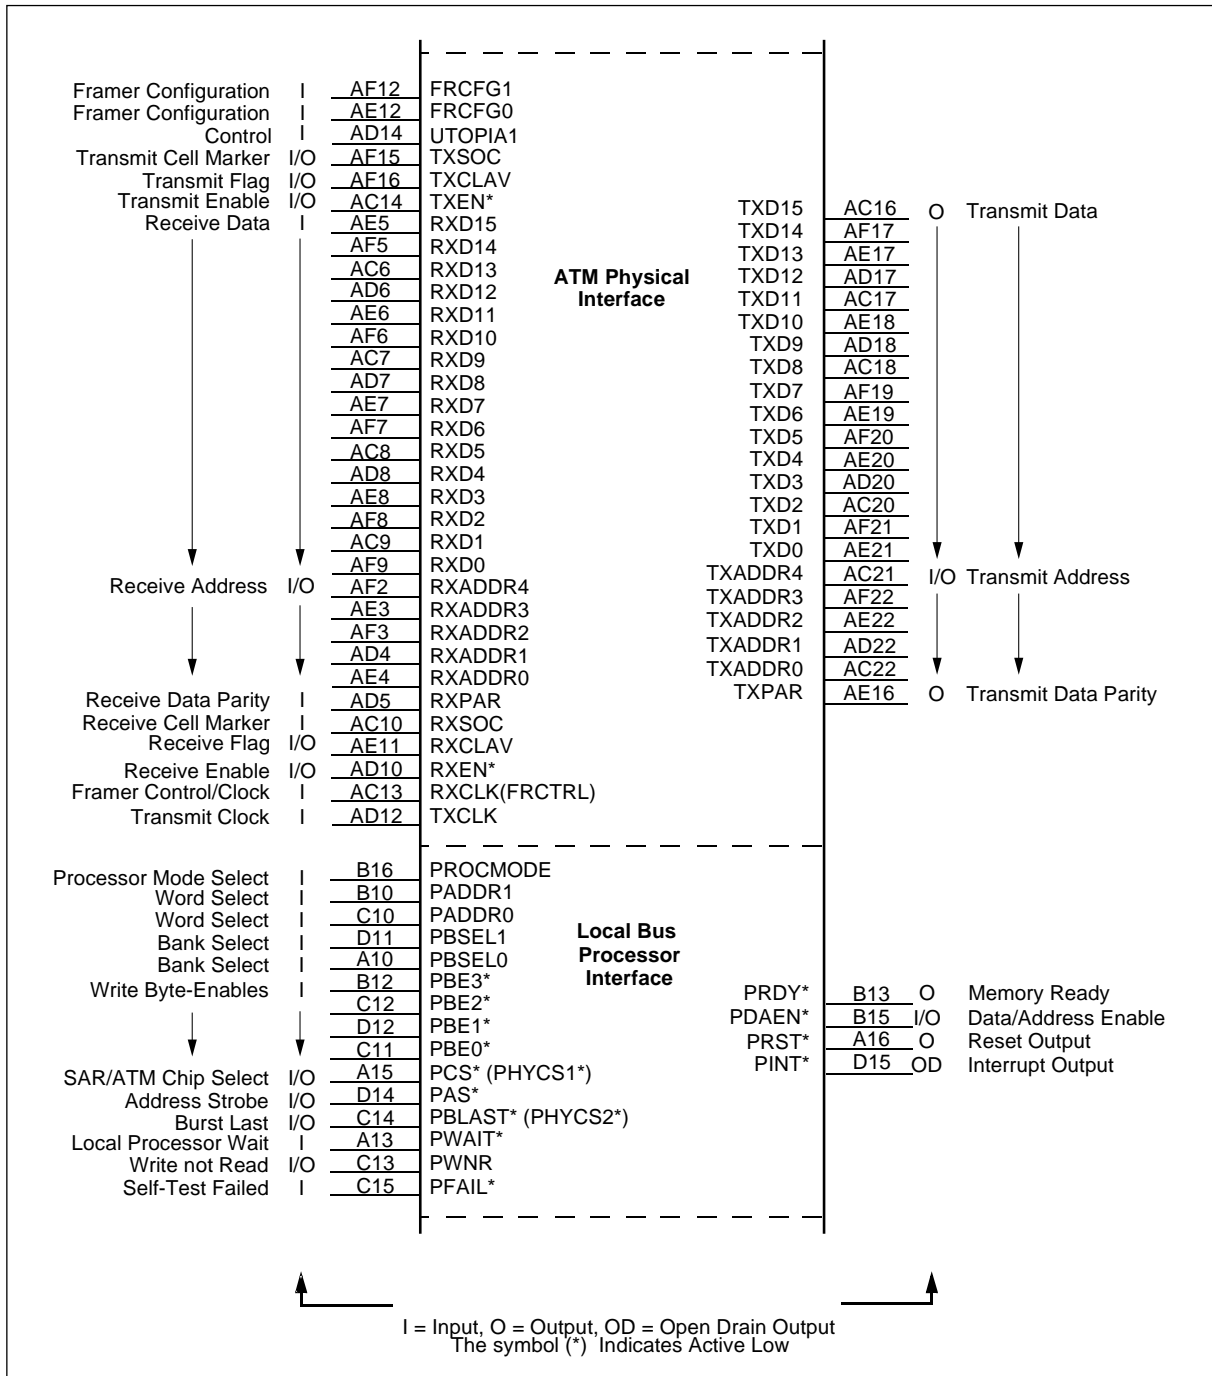 Framer Configuration I AF12 FRCFG1
Framer Configuration I AE12 FRCFG0
Control I AD14 UTOPIA1
Transmit Cell Marker I/O AF15 TXSOC
Transmit Flag I/O AF16 TXCLAV
Transmit Enable I/O AC14 TXEN*
Receive Data I AE5 RXD15
AF5 RXD14
AC6 RXD13
AD6 RXD12
AE6 RXD11
AF6 RXD10
AC7 RXD9
AD7 RXD8
AE7 RXD7
AF7 RXD6
AC8 RXD5
AD8 RXD4
AE8 RXD3
AF8 RXD2
AC9 RXD1
AF9 RXD0
Receive Address I/O AF2 RXADDR4
AE3 RXADDR3
AF3 RXADDR2
AD4 RXADDR1
AE4 RXADDR0
Receive Data Parity I AD5 RXPAR
Receive Cell Marker I AC10 RXSOC
Receive Flag I/O AE11 RXCLAV
Receive Enable I/O AD10 RXEN*
Framer Control/Clock I AC13 RXCLK(FRCTRL)
Transmit Clock I AD12 TXCLK
ATM Physical
Interface
TXD15 AC16 O Transmit Data
TXD14 AF17
TXD13 AE17
TXD12 AD17
TXD11 AC17
TXD10 AE18
TXD9 AD18
TXD8 AC18
TXD7 AF19
TXD6 AE19
TXD5 AF20
TXD4 AE20
TXD3 AD20
TXD2 AC20
TXD1 AF21
TXD0 AE21
TXADDR4 AC21 I/O Transmit Address
TXADDR3 AF22
TXADDR2 AE22
TXADDR1 AD22
TXADDR0 AC22
TXPAR AE16 O Transmit Data Parity
Processor Mode Select I B16 PROCMODE
Word Select I B10 PADDR1
Word Select I C10 PADDR0
Bank Select I D11 PBSEL1
Bank Select I A10 PBSEL0
Write Byte-Enables I B12 PBE3*
C12 PBE2*
D12 PBE1*
C11 PBE0*
SAR/ATM Chip Select I/O A15 PCS* (PHYCS1*)
Address Strobe I/O D14 PAS*
Burst Last I/O C14 PBLAST* (PHYCS2*)
Local Processor Wait I A13 PWAIT*
Write not Read I/O C13 PWNR
Self-Test Failed I C15 PFAIL*
Local Bus
Processor
Interface
PRDY* B13 O Memory Ready
PDAEN* B15 I/O Data/Address Enable
PRST* A16 O Reset Output
PINT* D15 OD Interrupt Output
I = Input, O = Output, OD = Open Drain Output
The symbol (*) Indicates Active Low